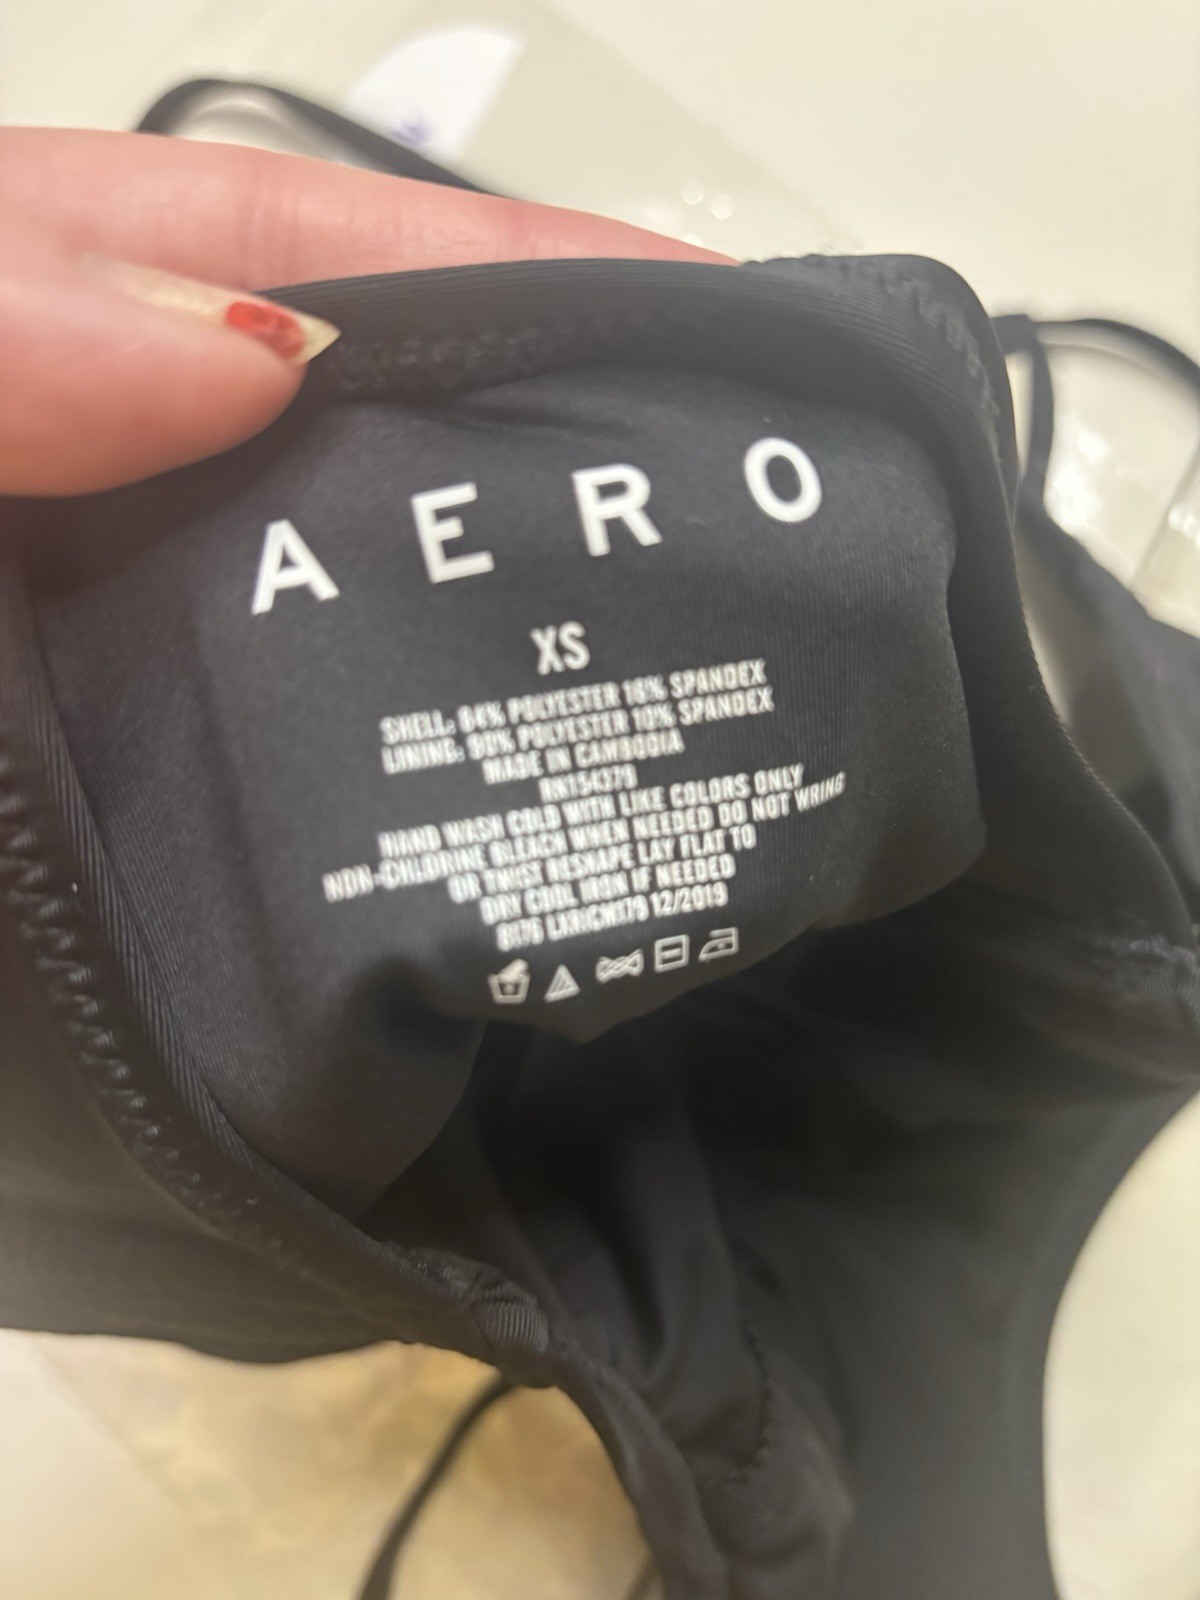 AERO
XS
SHELL: 84% POLYESTER 16% SPANDEX
LINING: 90% POLYESTER 10% SPANDEX
MADE IN CAMBODIA
RN154379
HAND WASH COLD WITH LIKE COLORS ONLY
NON-CHLORINE BLEACH WHEN NEEDED DO NOT WRING
OR TWIST RESHAPE LAY FLAT TO
DRY COOL IRON IF NEEDED
12/2019